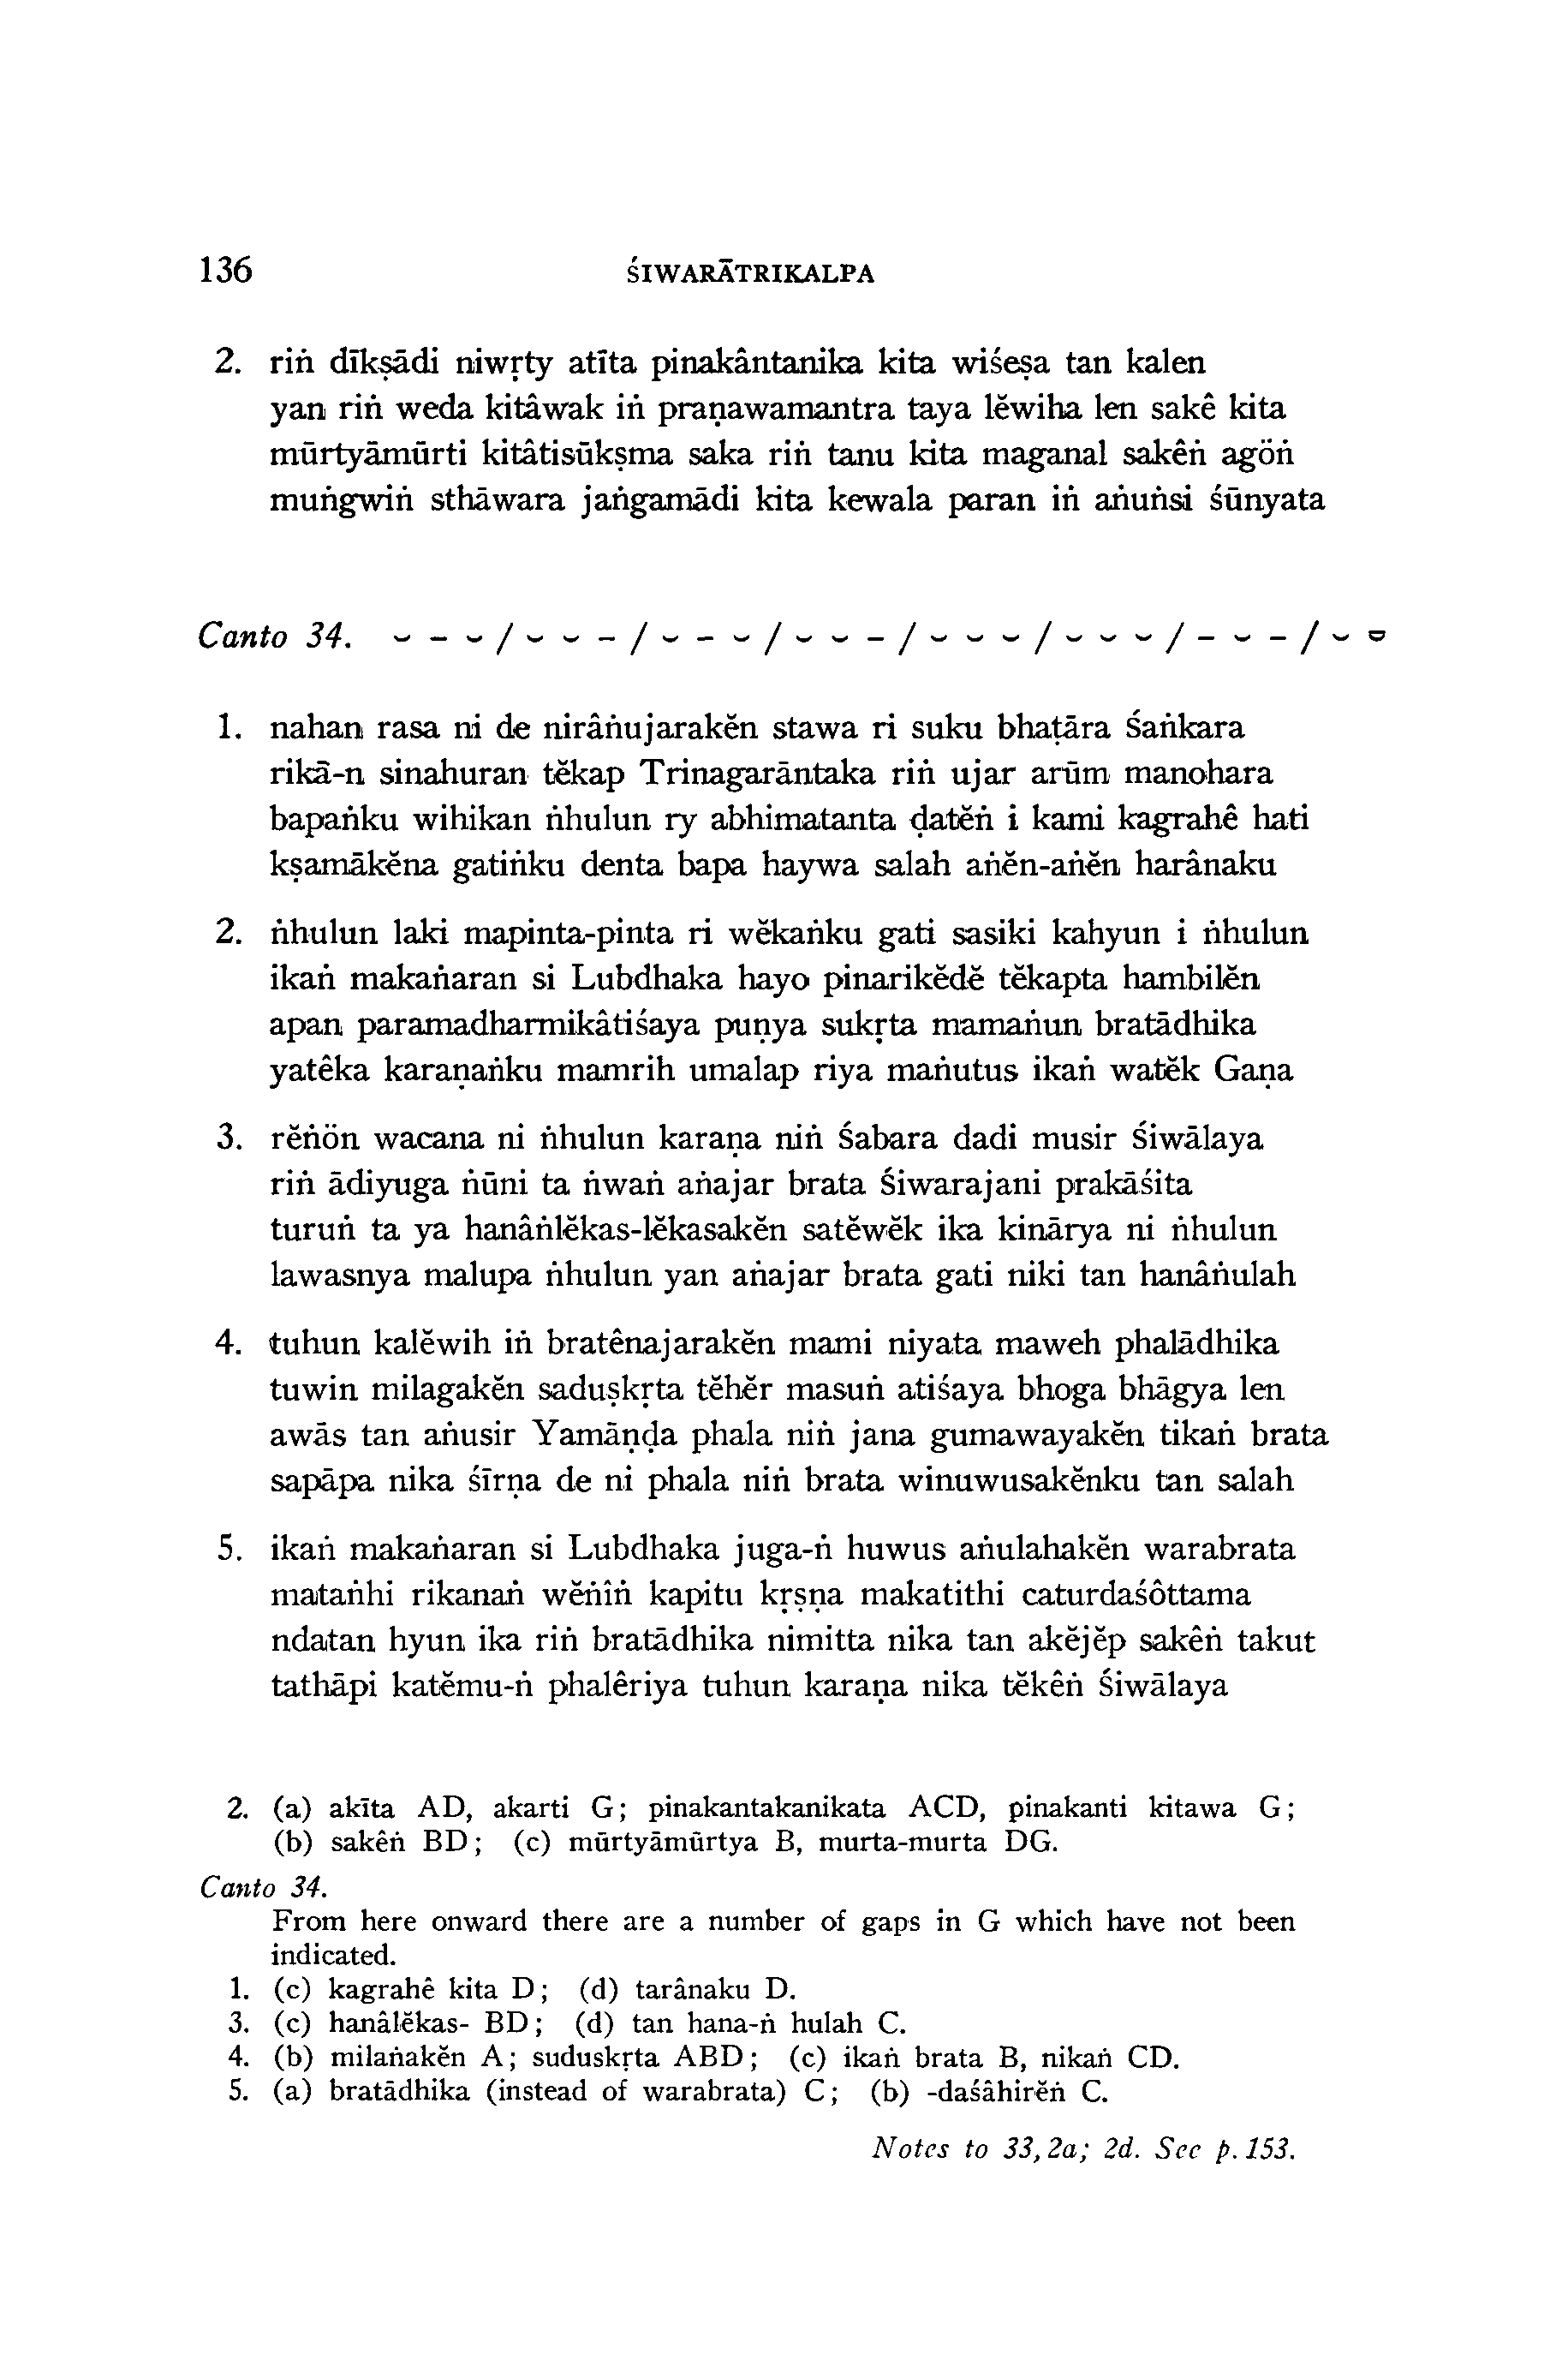 136 ŚIWARĀTRIKALPA
2. riṅ dīkṣādi niwṛty atīta pinakântanika kita wiśeṣa tan kalen
yan riṅ weda kitâwak iṅ praṇawamantra taya lĕwiha len sakê kita
mūrtyāmūrti kitâtisūkṣma saka riṅ tanu kita maganal sakêṅ agöṅ
muṅgwiṅ sthāwara jaṅgamādi kita kewala paran iṅ aṅuṅsi śūnyata
Canto 34. ⏑ – ⏑ / ⏑ ⏑ – / ⏑ – ⏑ / ⏑ ⏑ – / ⏑ ⏑ ⏑ / ⏑ ⏑ ⏑ / – ⏑ – / ⏑ ⏓
1. nahan rasa ni de nirâṅujarakĕn stawa ri suku bhaṭāra Śaṅkara
rikā-n sinahuran tĕkap Trinagarāntaka riṅ ujar arūm manohara
bapaṅku wihikan ṅhulun ry abhimatanta ḍatĕṅ i kami kagrahê hati
kṣamākĕna gatiṅku denta bapa haywa salah aṅĕn-aṅĕn harânaku
2. ṅhulun laki mapinta-pinta ri wĕkaṅku gati sasiki kahyun i ṅhulun
ikaṅ makaṅaran si Lubdhaka hayo pinarikĕdĕ tĕkapta hambilĕn
apan paramadharmikâtiśaya puṇya sukṛta mamaṅun bratādhika
yatêka karaṇaṅku mamrih umalap riya maṅutus ikaṅ watĕk Gaṇa
3. rĕṅön wacana ni ṅhulun karaṇa niṅ śabara dadi musir Śiwālaya
riṅ ādiyuga ṅūni ta ṅwaṅ aṅajar brata Śiwarajani prakāśita
turuṅ ta ya hanâṅlĕkas-lĕkasakĕn satĕwĕk ika kinārya ni ṅhulun
lawasnya malupa ṅhulun yan aṅajar brata gati niki tan hanâṅulah
4. tuhun kalĕwih iṅ bratênajarakĕn mami niyata maweh phalādhika
tuwin milagakĕn saduṣkṛta tĕhĕr masuṅ atiśaya bhoga bhāgya len
awās tan aṅusir Yamāṇḍa phala niṅ jana gumawayakĕn tikaṅ brata
sapāpa nika śīrṇa de ni phala niṅ brata winuwusakĕnku tan salah
5. ikaṅ makaṅaran si Lubdhaka juga-ṅ huwus aṅulahakĕn warabrata
mataṅhi rikanaṅ wĕṅîṅ kapitu kṛṣṇa makatithi caturdaśôttama
ndatan hyun ika riṅ bratādhika nimitta nika tan akĕjĕp sakêṅ takut
tathāpi katĕmu-ṅ phalêriya tuhun karaṇa nika tĕkêṅ Śiwālaya
2. (a) akīta AD, akarti G; pinakantakanikata ACD, pinakanti kitawa G;
(b) sakêṅ BD; (c) mūrtyāmūrtya B, murta-murta DG.
Canto 34.
From here onward there are a number of gaps in G which have not been
indicated.
1. (c) kagrahê kita D; (d) tarânaku D.
3. (c) hanâlĕkas- BD; (d) tan hana-ṅ hulah C.
4. (b) milaṅakĕn A; suduskṛta ABD; (c) ikaṅ brata B, nikaṅ CD.
5. (a) bratādhika (instead of warabrata) C; (b) -daśâhirĕṅ C.
Notes to 33, 2a; 2d. See p. 153.